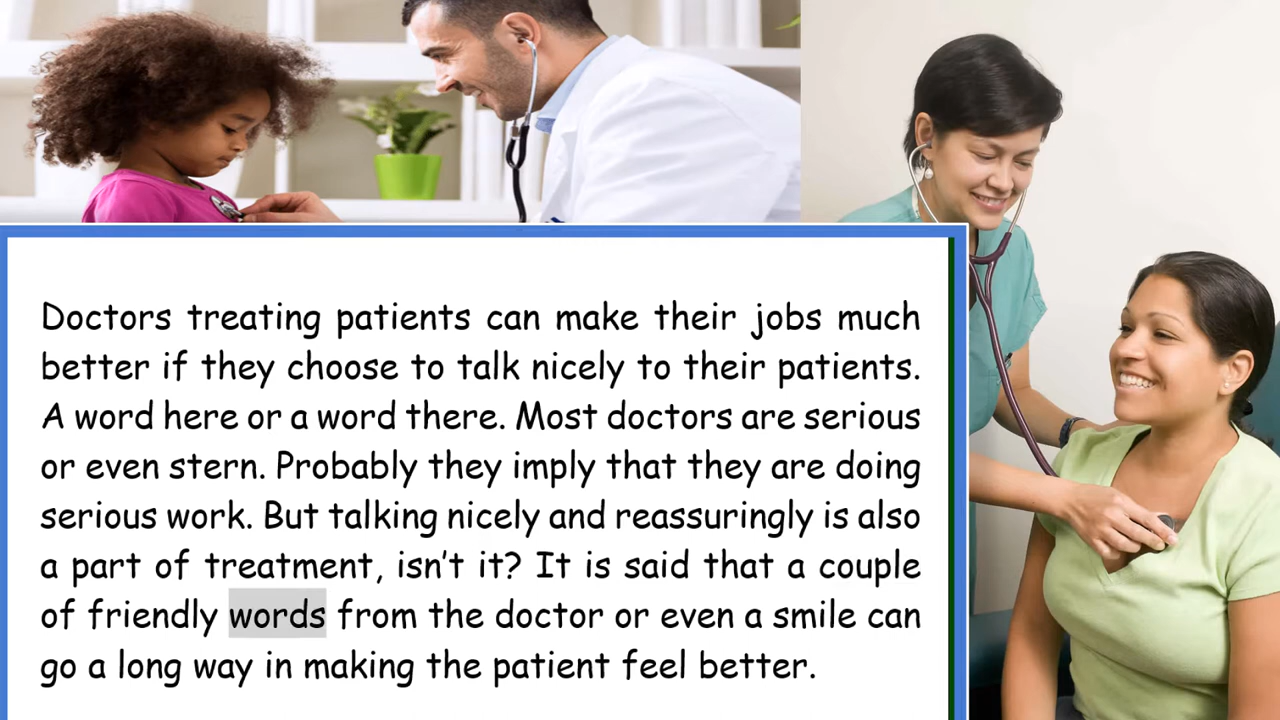 Doctors treating patients can make their jobs much
better if they choose to talk nicely to their patients.
A word here or a word there. Most doctors are serious
or even stern. Probably they imply that they are doing
serious work. But talking nicely and reassuringly is also
a part of treatment, isn't it? It is said that a couple
of friendly words from the doctor or even a smile can
go a long way in making the patient feel better.